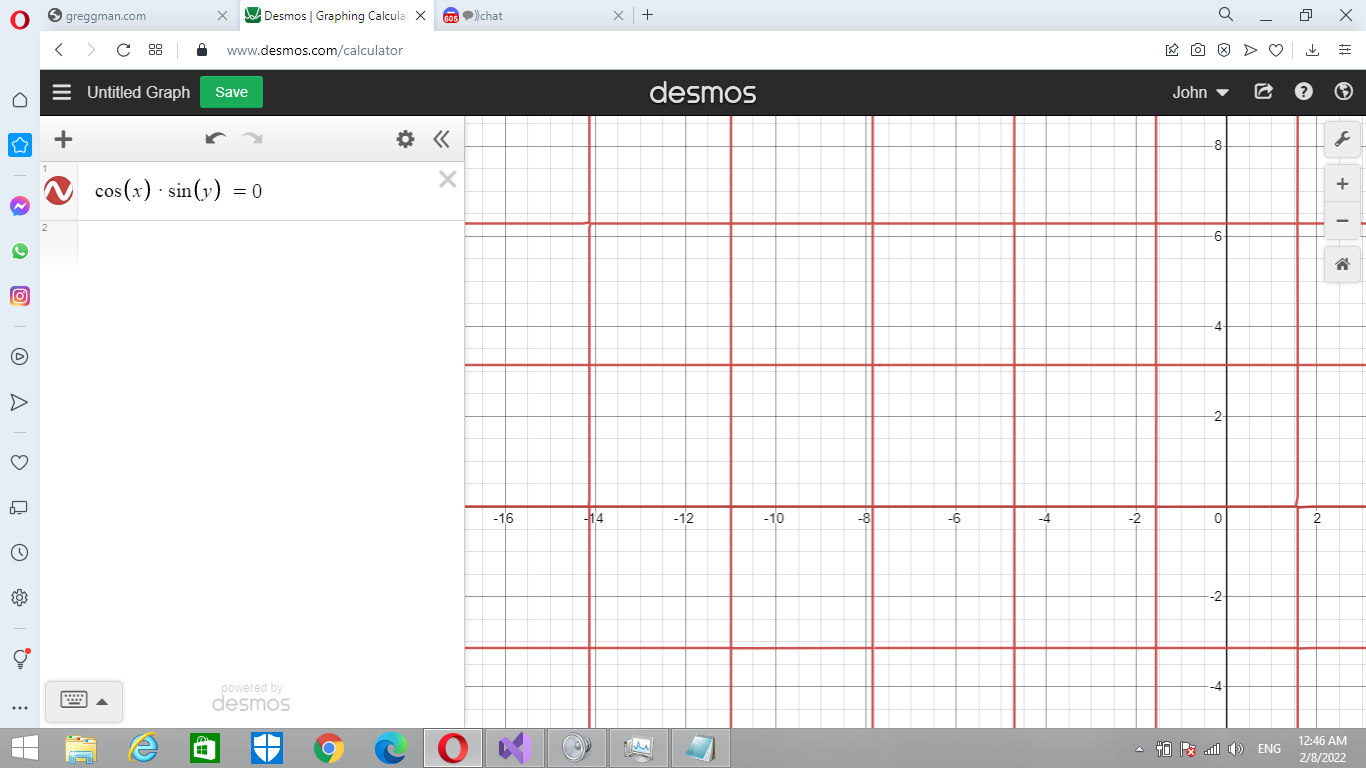 greggman.com
Desmos | Graphing Calcula
605
chat
www.desmos.com/calculator
Untitled Graph
Save
desmos
John
1
cos(x) · sin(y) = 0
2
8
6
4
2
-16 -14 -12 -10 -8 -6 -4 -2 0 2
-2
-4
powered by
desmos
ENG
12:46 AM
2/8/2022